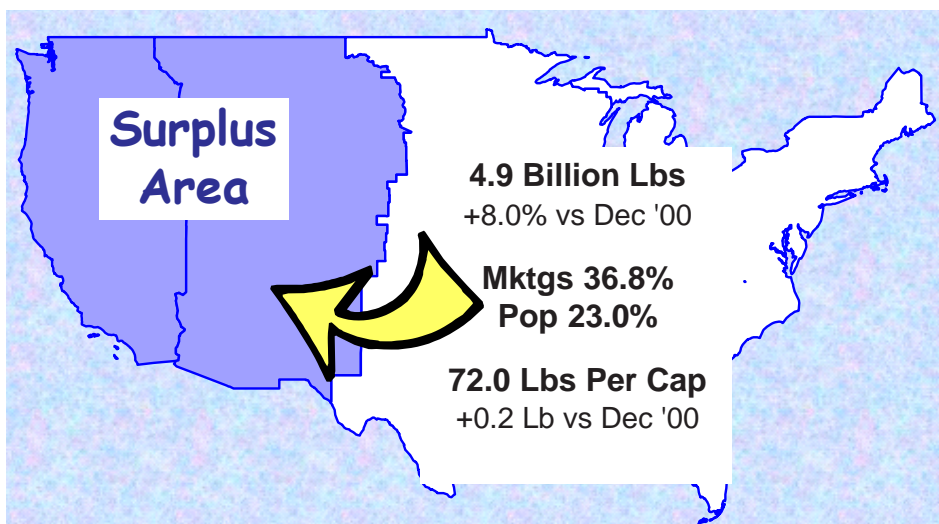 Surplus
Area
4.9 Billion Lbs
+8.0% vs Dec '00
Mktgs 36.8%
Pop 23.0%
72.0 Lbs Per Cap
+0.2 Lb vs Dec '00